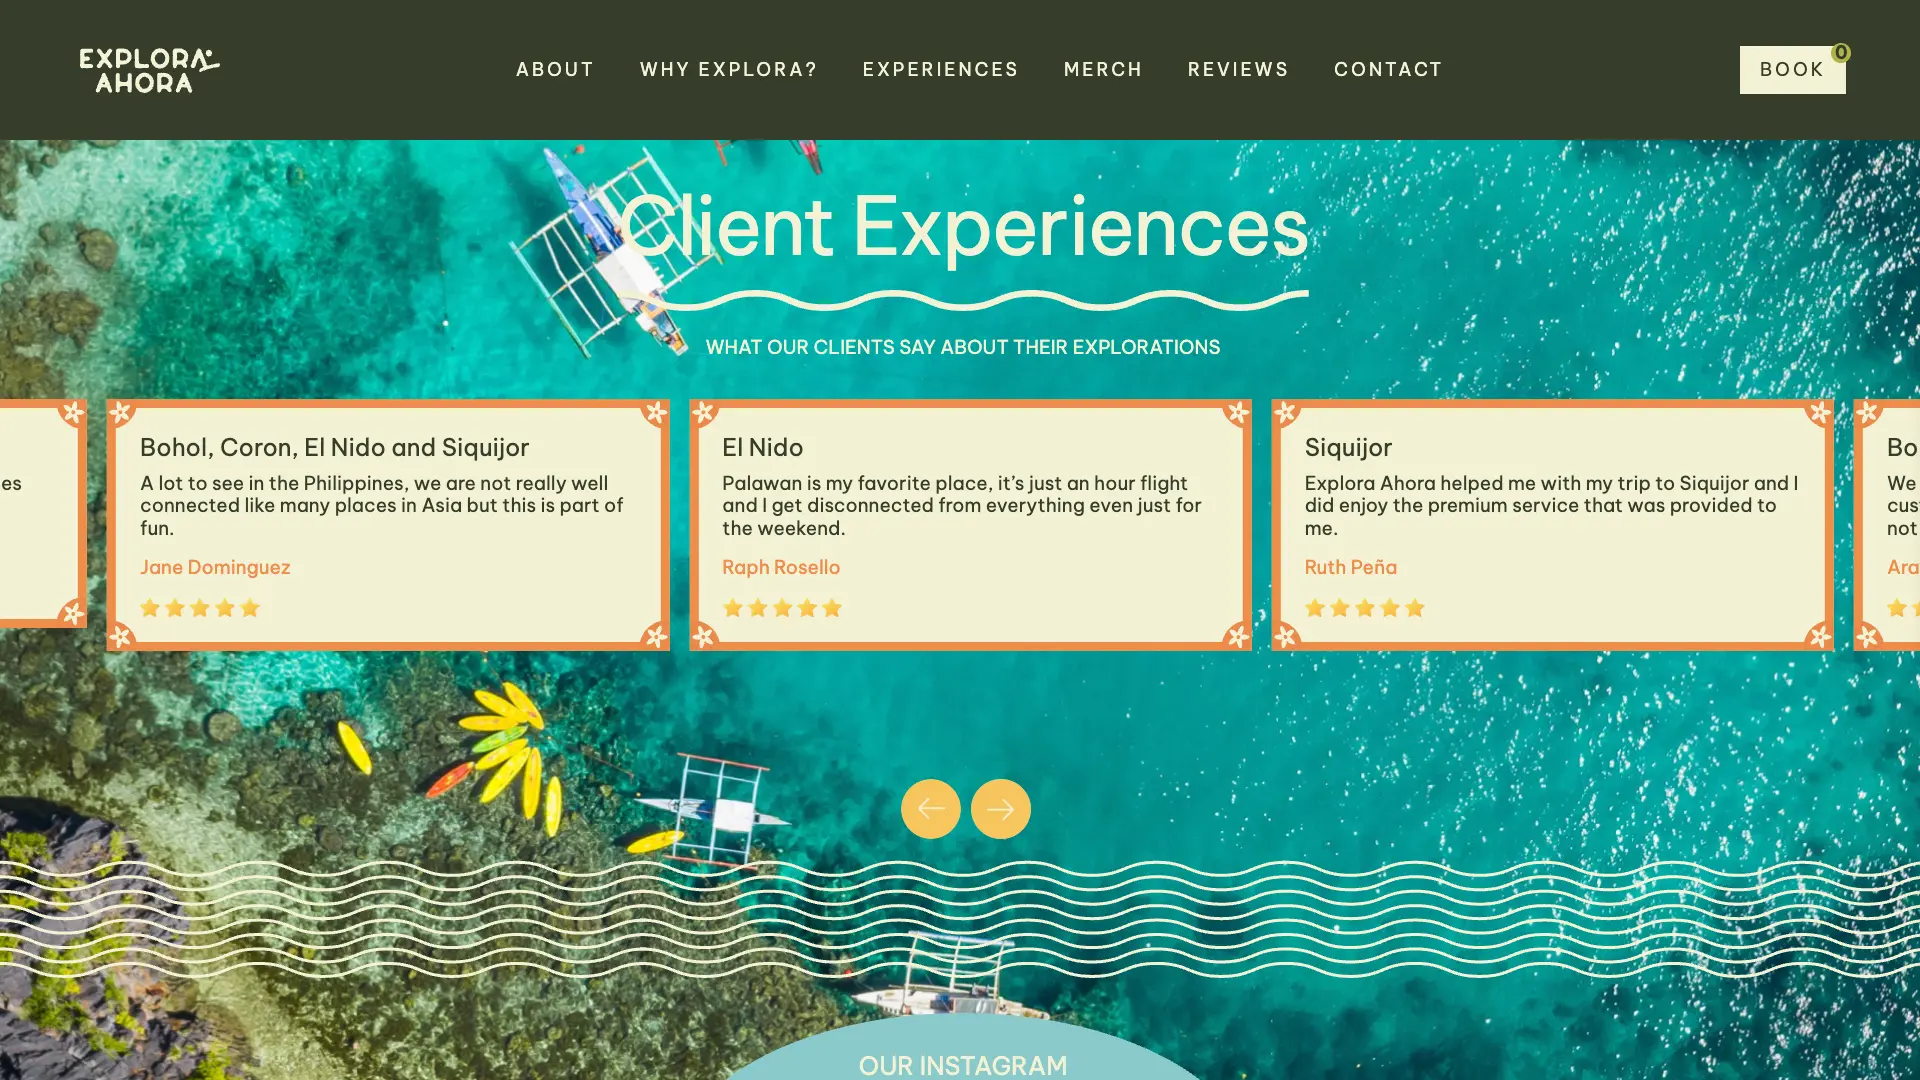 EXPLORA
AHORA
ABOUT
WHY EXPLORA?
EXPERIENCES
MERCH
REVIEWS
CONTACT
BOOK
0
Client Experiences
WHAT OUR CLIENTS SAY ABOUT THEIR EXPLORATIONS
es
Bohol, Coron, El Nido and Siquijor
A lot to see in the Philippines, we are not really well
connected like many places in Asia but this is part of
fun.
Jane Dominguez
El Nido
Palawan is my favorite place, it’s just an hour flight
and I get disconnected from everything even just for
the weekend.
Raph Rosello
Siquijor
Explora Ahora helped me with my trip to Siquijor and I
did enjoy the premium service that was provided to
me.
Ruth Peña
Bo
We
cus
not
Ara
OUR INSTAGRAM